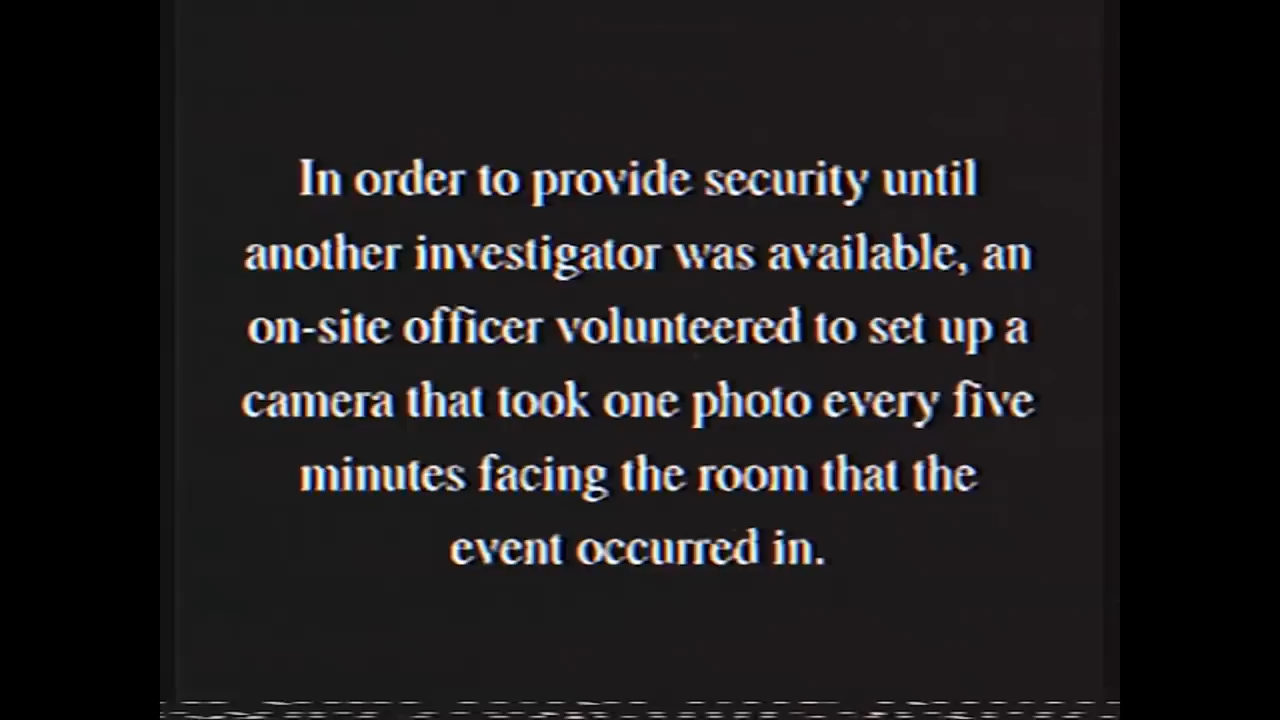 In order to provide security until
another investigator was available, an
on-site officer volunteered to set up a
camera that took one photo every five
minutes facing the room that the
event occurred in.